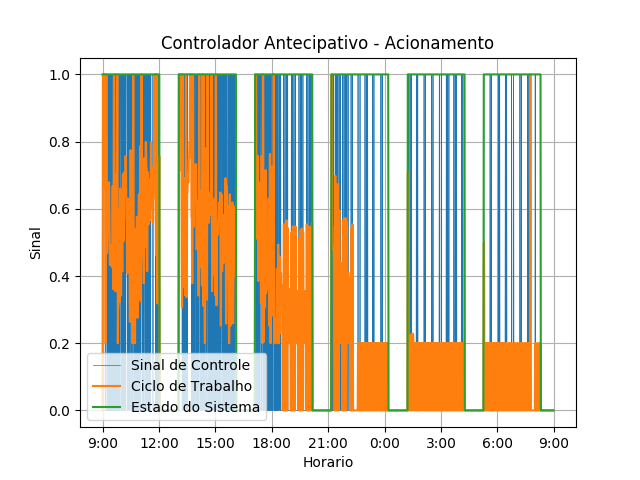 Controlador Antecipativo - Acionamento
1.0
0.8
0.6
0.4
0.2
0.0
Sinal
Sinal de Controle
Ciclo de Trabalho
Estado do Sistema
9:00 12:00 15:00 18:00 21:00 0:00 3:00 6:00 9:00
Horario